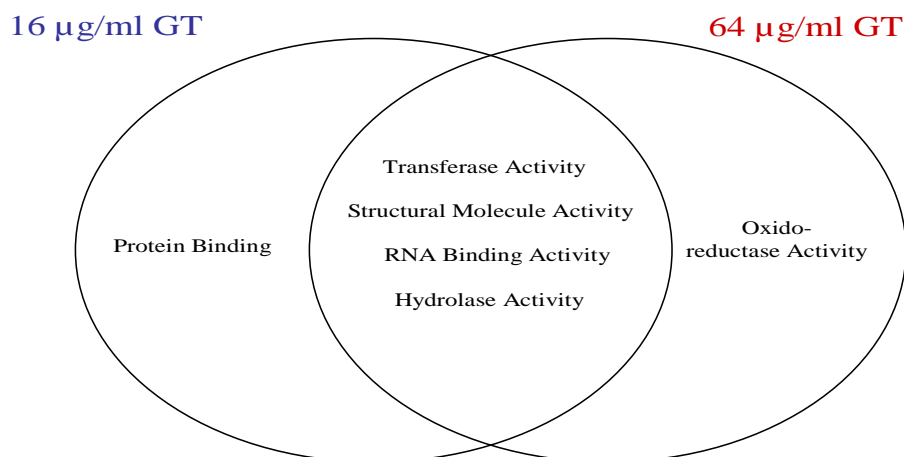 16 µg/ml GT
64 µg/ml GT
Transferase Activity
Structural Molecule Activity
Protein Binding
RNA Binding Activity
Hydrolase Activity
Oxido-
reductase Activity